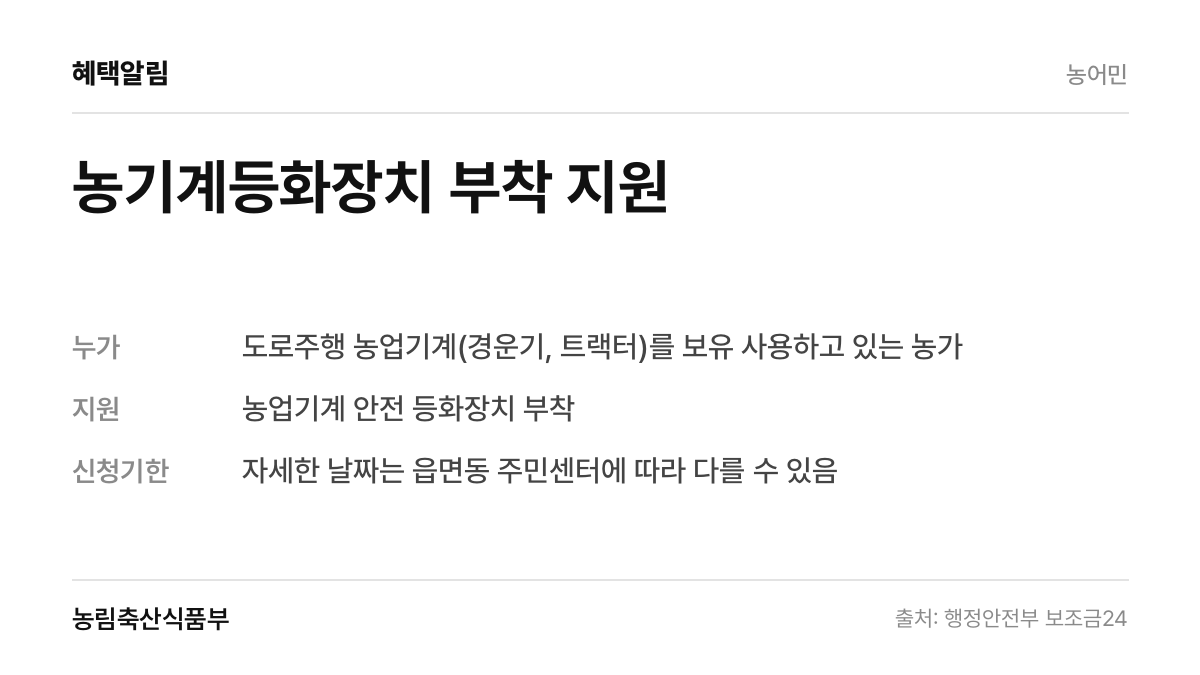 혜택알림
농어민
농기계등화장치 부착 지원
누가 도로주행 농업기계(경운기, 트랙터)를 보유 사용하고 있는 농가
지원 농업기계 안전 등화장치 부착
신청기한 자세한 날짜는 읍면동 주민센터에 따라 다를 수 있음
농림축산식품부
출처: 행정안전부 보조금24